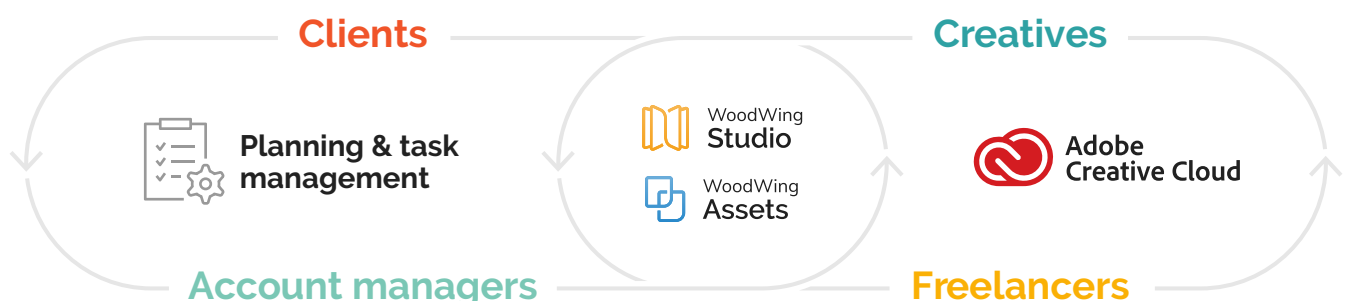 Clients
Creatives
Planning & task
management
WoodWing
Studio
WoodWing
Assets
Adobe
Creative Cloud
Account managers
Freelancers